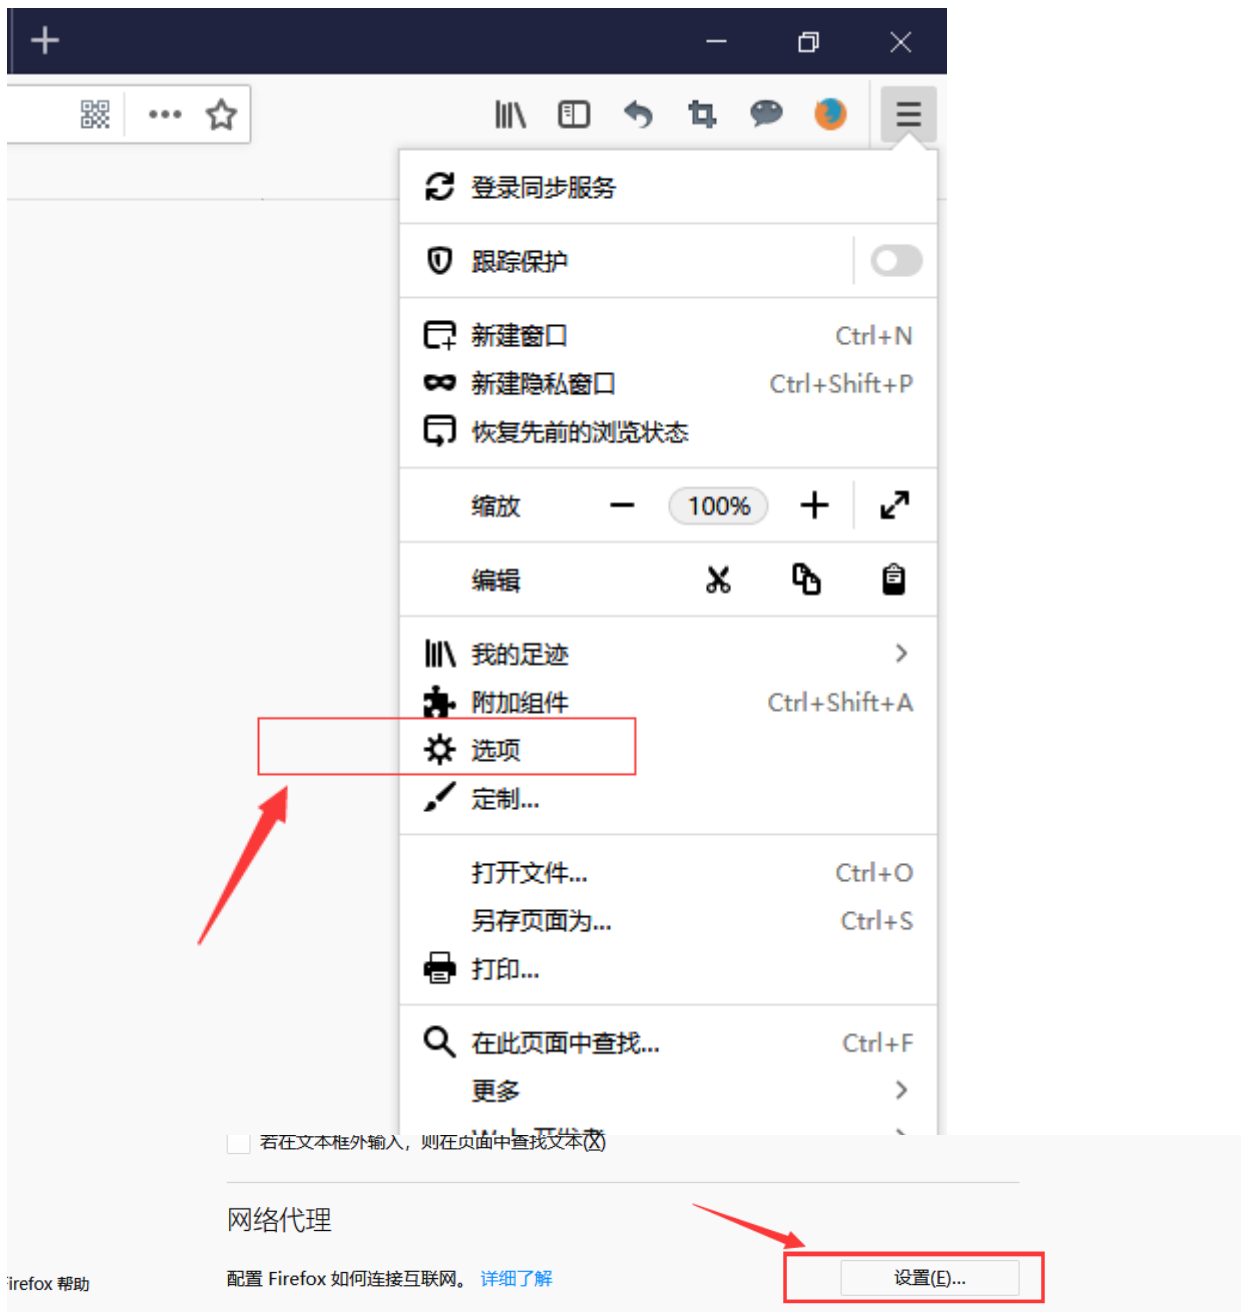 登录同步服务
跟踪保护
新建窗口 Ctrl+N
新建隐私窗口 Ctrl+Shift+P
恢复先前的浏览状态
缩放 100%
编辑
我的足迹
附加组件 Ctrl+Shift+A
选项
定制...
打开文件... Ctrl+O
另存页面为... Ctrl+S
打印...
在此页面中查找... Ctrl+F
更多
若在文本框外输入，则在页面中查找文本(X)
网络代理
配置 Firefox 如何连接互联网。 详细了解 设置(E)...
Firefox 帮助